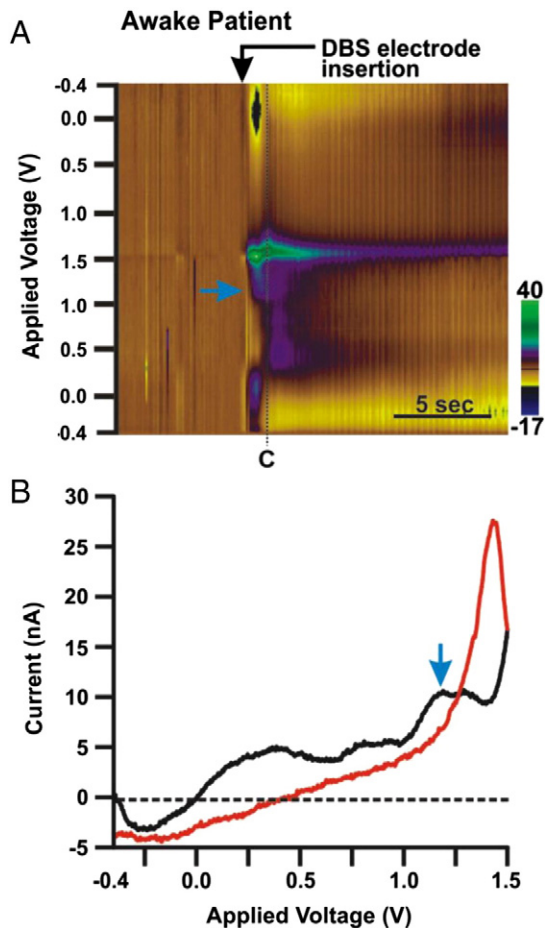 A
Awake Patient
DBS electrode
insertion
Applied Voltage (V)
-0.4
0.0
0.5
1.0
1.5
1.0
0.5
0.0
-0.4
5 sec
C
40
-17
B
Current (nA)
30
25
20
15
10
5
0
-5
-0.4
0.0
0.5
1.0
1.5
Applied Voltage (V)